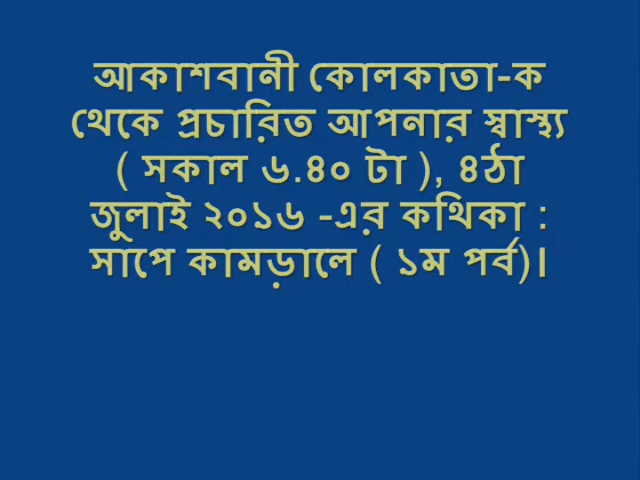 আকাশবানী কোলকাতা-ক
থেকে প্রচারিত আপনার স্বাস্থ্য
( সকাল ৬.৪০ টা ), ৪ঠা
জুলাই ২০১৬ -এর কথিকা :
সাপে কামড়ালে ( ১ম পর্ব)।